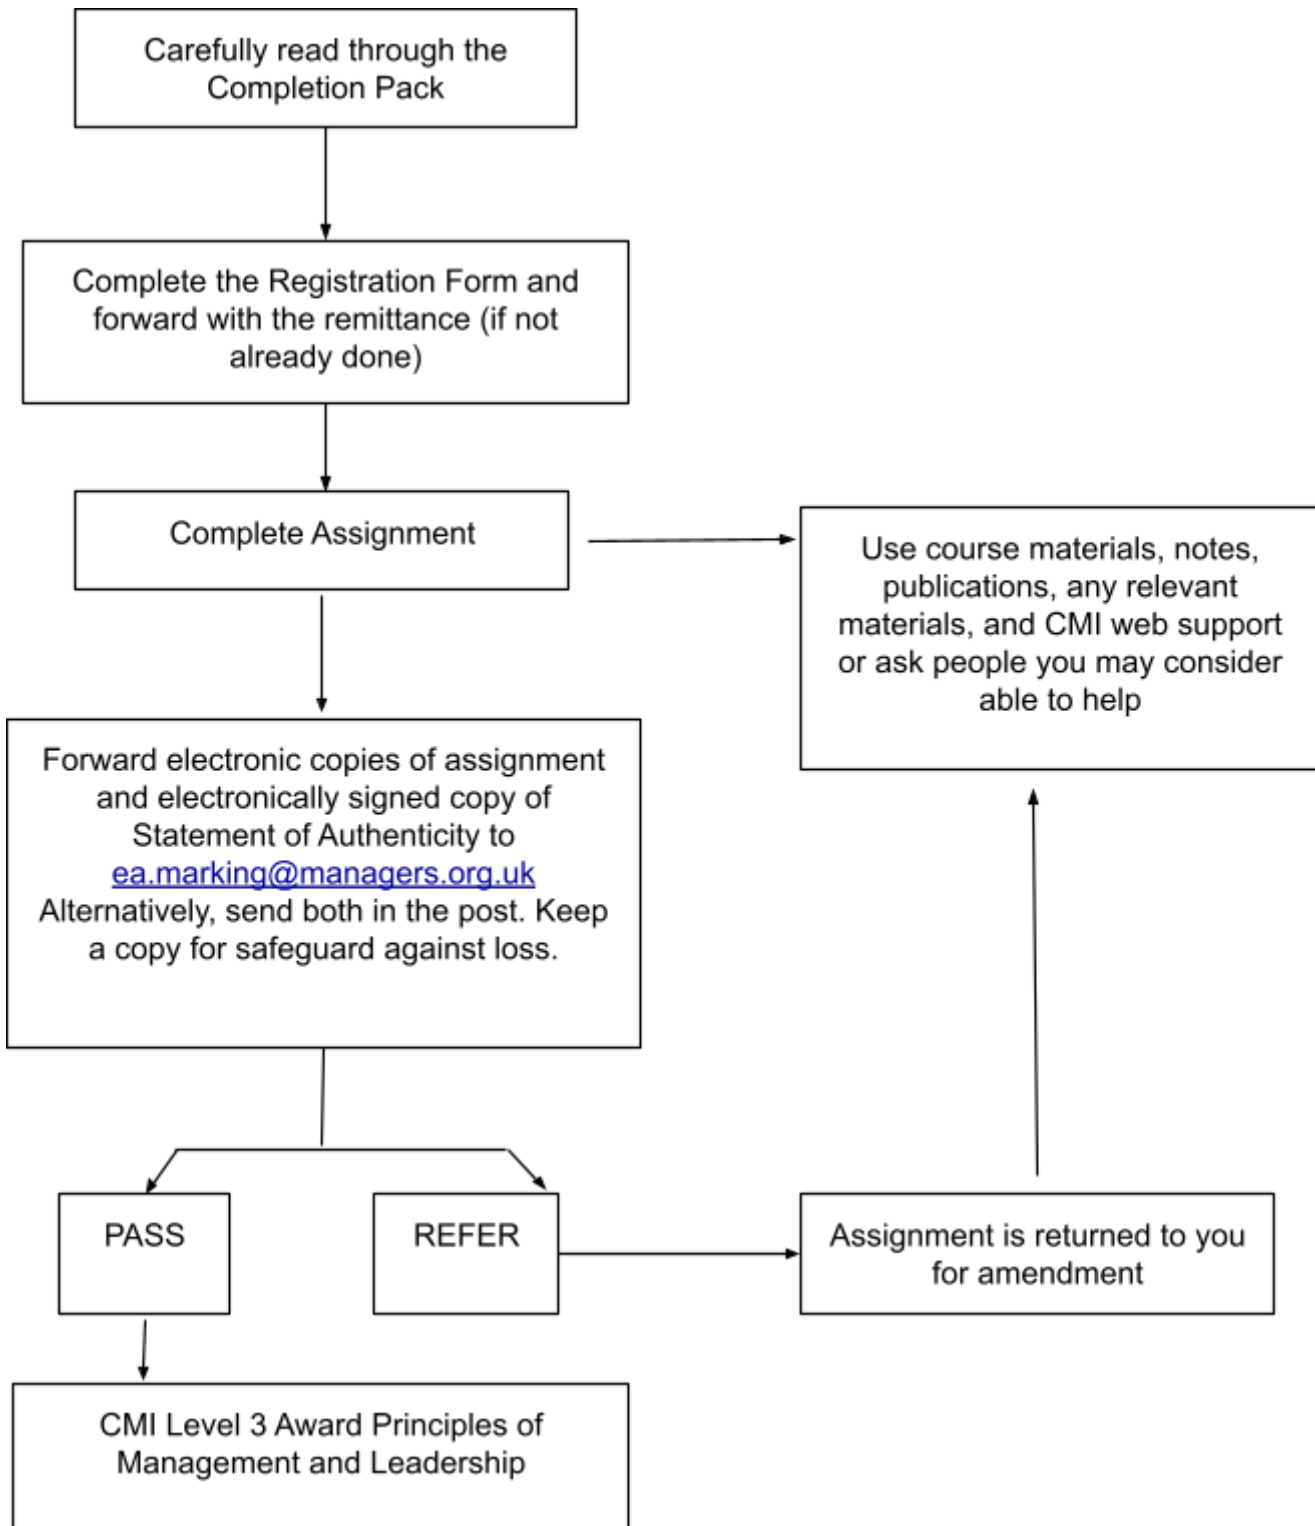 Carefully read through the
Completion Pack
Complete the Registration Form and
forward with the remittance (if not
already done)
Complete Assignment
Use course materials, notes,
publications, any relevant
materials, and CMI web support
or ask people you may consider
able to help
Forward electronic copies of assignment
and electronically signed copy of
Statement of Authenticity to
ea.marking@managers.org.uk
Alternatively, send both in the post. Keep
a copy for safeguard against loss.
PASS
REFER
Assignment is returned to you
for amendment
CMI Level 3 Award Principles of
Management and Leadership